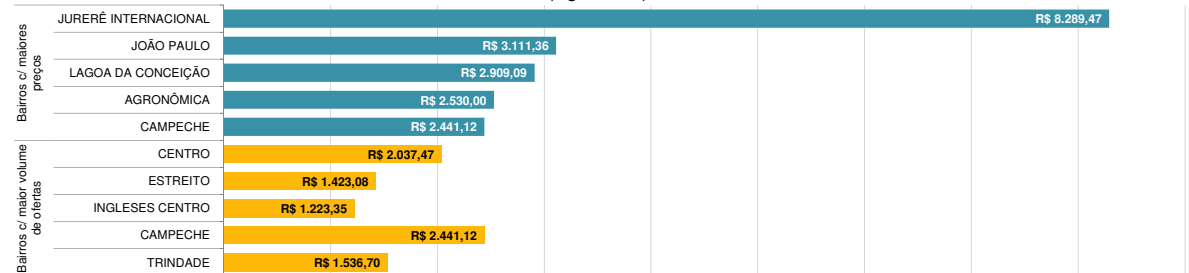 Bairros c/ maiores
preços
JURERÊ INTERNACIONAL R$ 8.289,47
JOÃO PAULO R$ 3.111,36
LAGOA DA CONCEIÇÃO R$ 2.909,09
AGRONÔMICA R$ 2.530,00
CAMPECHE R$ 2.441,12
Bairros c/ maior volume
de ofertas
CENTRO R$ 2.037,47
ESTREITO R$ 1.423,08
INGLESES CENTRO R$ 1.223,35
CAMPECHE R$ 2.441,12
TRINDADE R$ 1.536,70